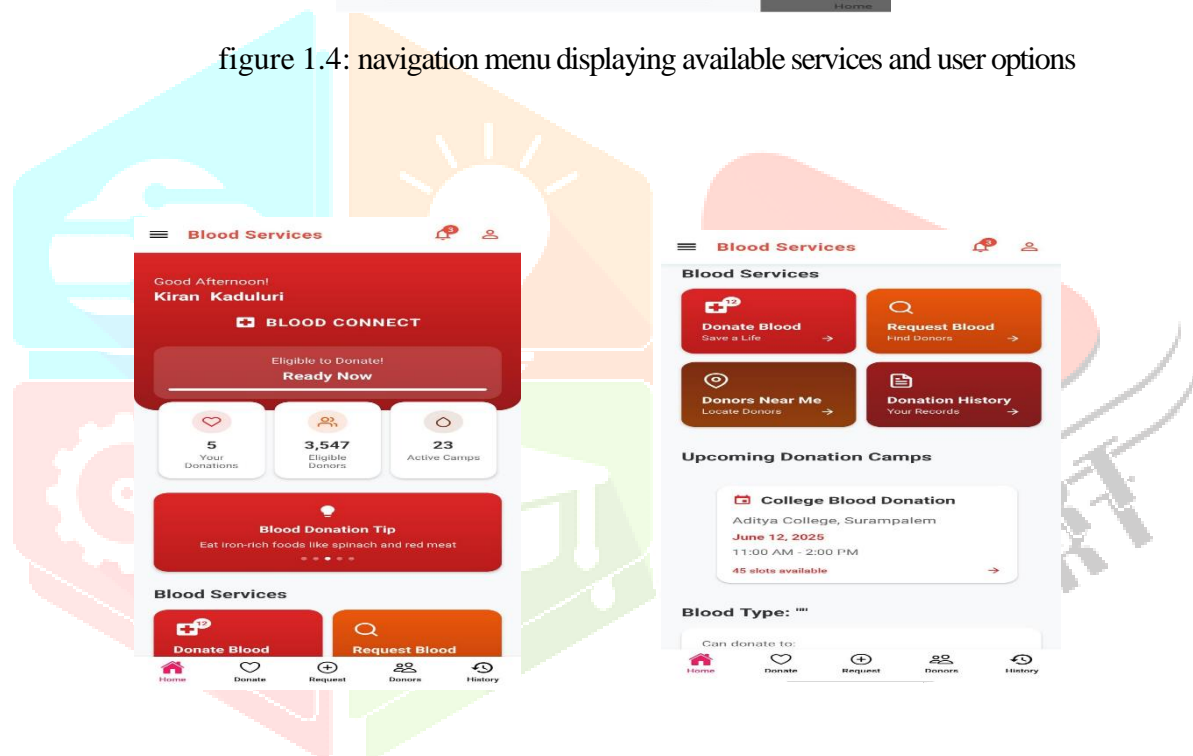 Home
figure 1.4: navigation menu displaying available services and user options
Blood Services
3
Good Afternoon!
Kiran Kaduluri
BLOOD CONNECT
Eligible to Donate!
Ready Now
5
Your
Donations
3,547
Eligible
Donors
23
Active Camps
Blood Donation Tip
Eat iron-rich foods like spinach and red meat
Blood Services
12
Donate Blood
Request Blood
Home Donate Request Donors History
Blood Services
3
Blood Services
12
Donate Blood
Save a Life →
Request Blood
Find Donors →
Donors Near Me
Locate Donors →
Donation History
Your Records →
Upcoming Donation Camps
College Blood Donation
Aditya College, Surampalem
June 12, 2025
11:00 AM - 2:00 PM
45 slots available →
Blood Type: ""
Can donate to:
Home Donate Request Donors History